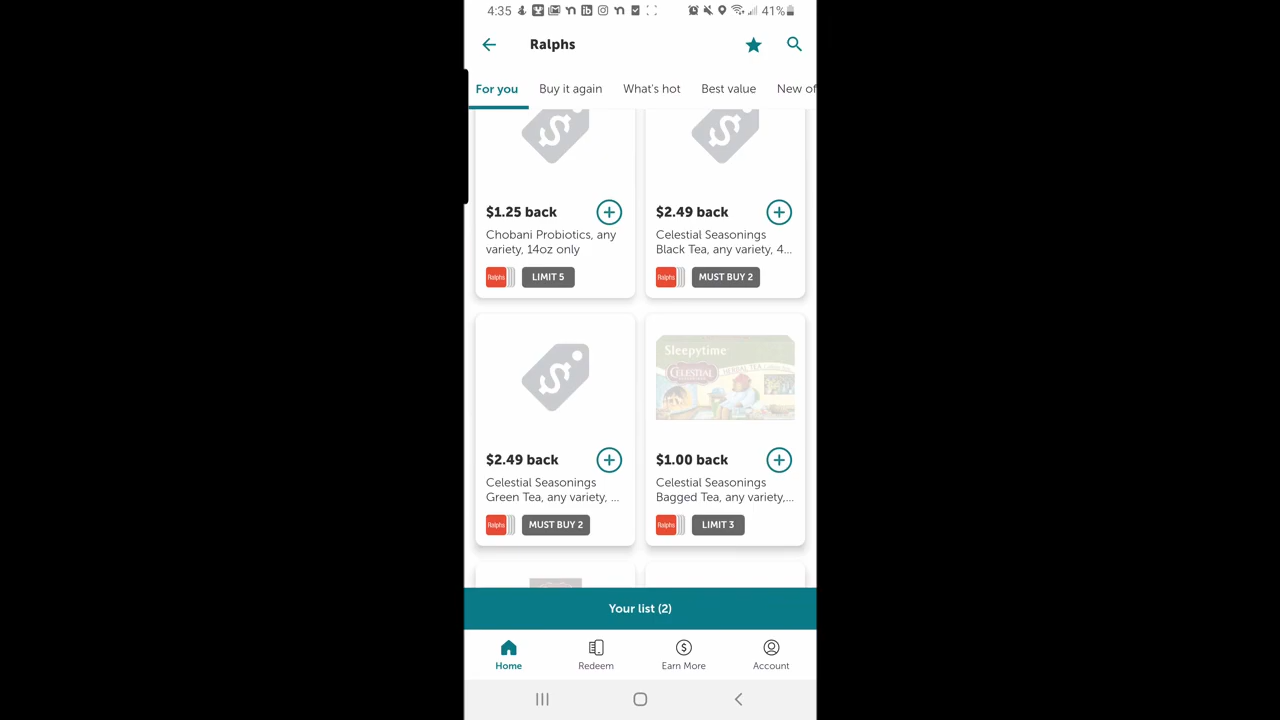 4:35
41%
Ralphs
For you
Buy it again
What's hot
Best value
New of
$1.25 back
Chobani Probiotics, any
variety, 14oz only
Ralphs
LIMIT 5
$2.49 back
Celestial Seasonings
Black Tea, any variety, 4...
Ralphs
MUST BUY 2
$2.49 back
Celestial Seasonings
Green Tea, any variety, ...
Ralphs
MUST BUY 2
Sleepytime
CELESTIAL
$1.00 back
Celestial Seasonings
Bagged Tea, any variety,...
Ralphs
LIMIT 3
Your list (2)
Home
Redeem
Earn More
Account